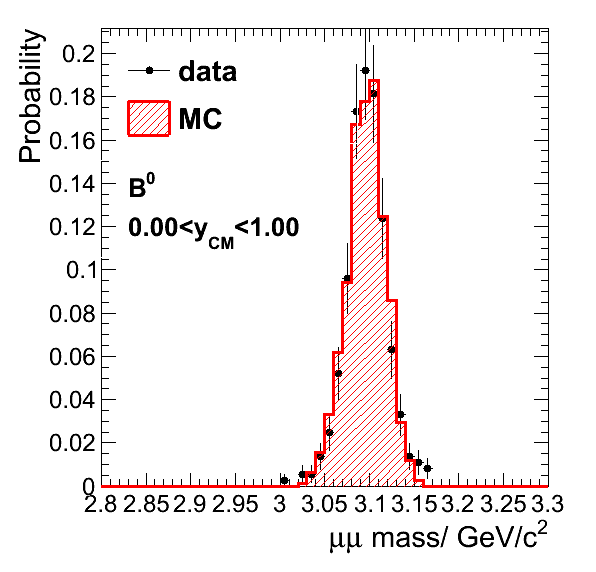 Probability
0.2
0.18
0.16
0.14
0.12
0.1
0.08
0.06
0.04
0.02
0
data
MC
B⁰
0.00<y_CM<1.00
2.8 2.85 2.9 2.95 3 3.05 3.1 3.15 3.2 3.25 3.3
μμ mass/ GeV/c²